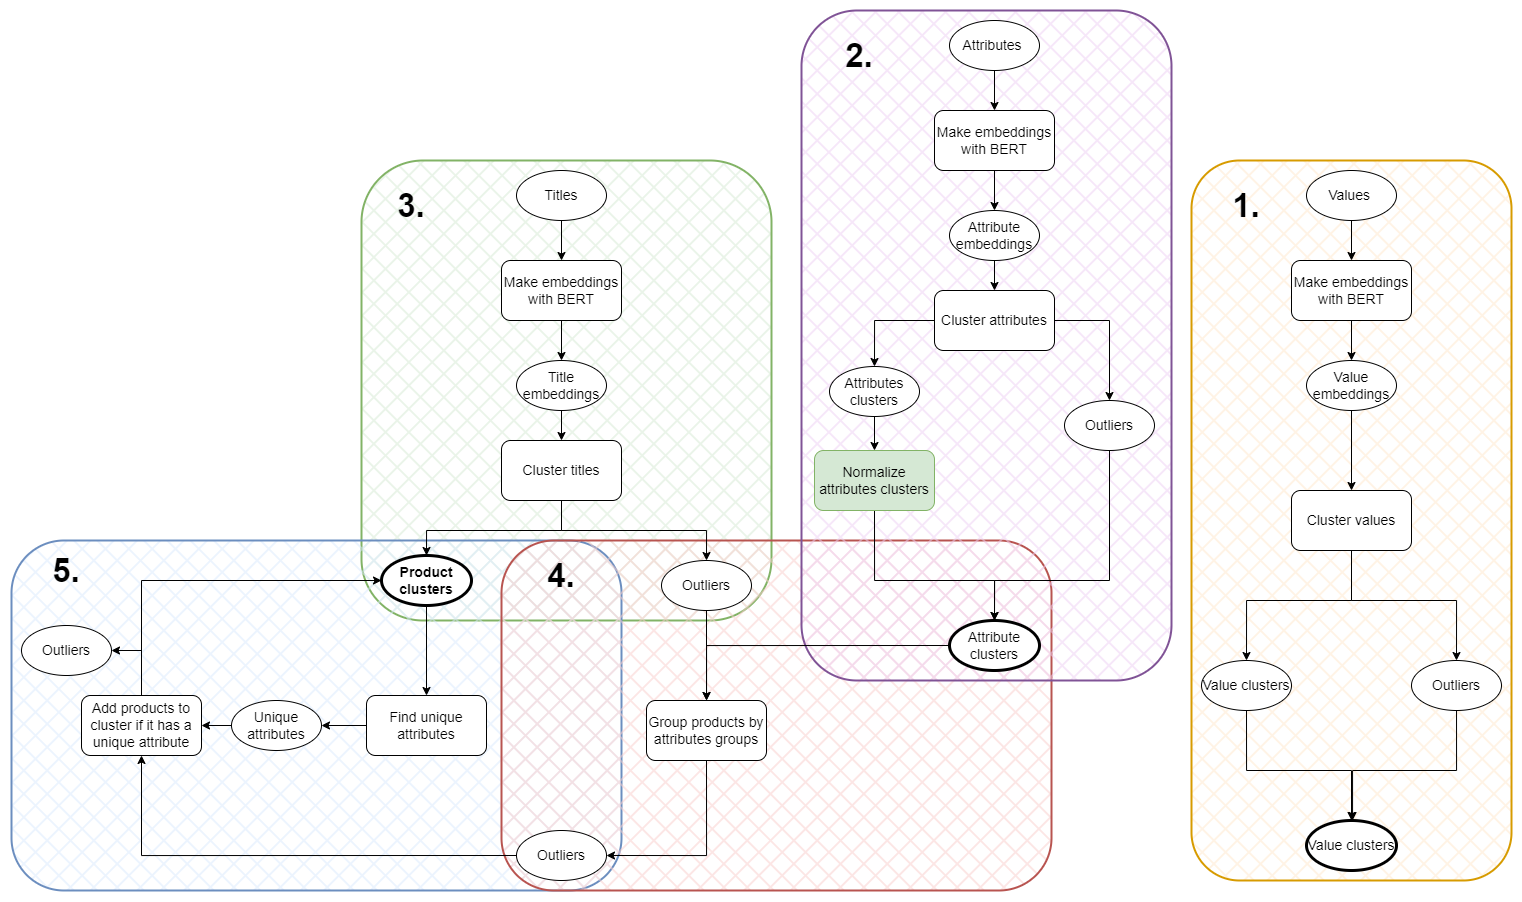 2.
Attributes
Make embeddings
with BERT
Attribute
embeddings
Cluster attributes
Attributes
clusters
Outliers
Normalize
attributes clusters
Attribute
clusters
1.
Values
Make embeddings
with BERT
Value
embeddings
Cluster values
Value clusters
Outliers
Value clusters
3.
Titles
Make embeddings
with BERT
Title
embeddings
Cluster titles
Product
clusters
Outliers
4.
Group products by
attributes groups
Outliers
5.
Outliers
Add products to
cluster if it has a
unique attribute
Unique
attributes
Find unique
attributes